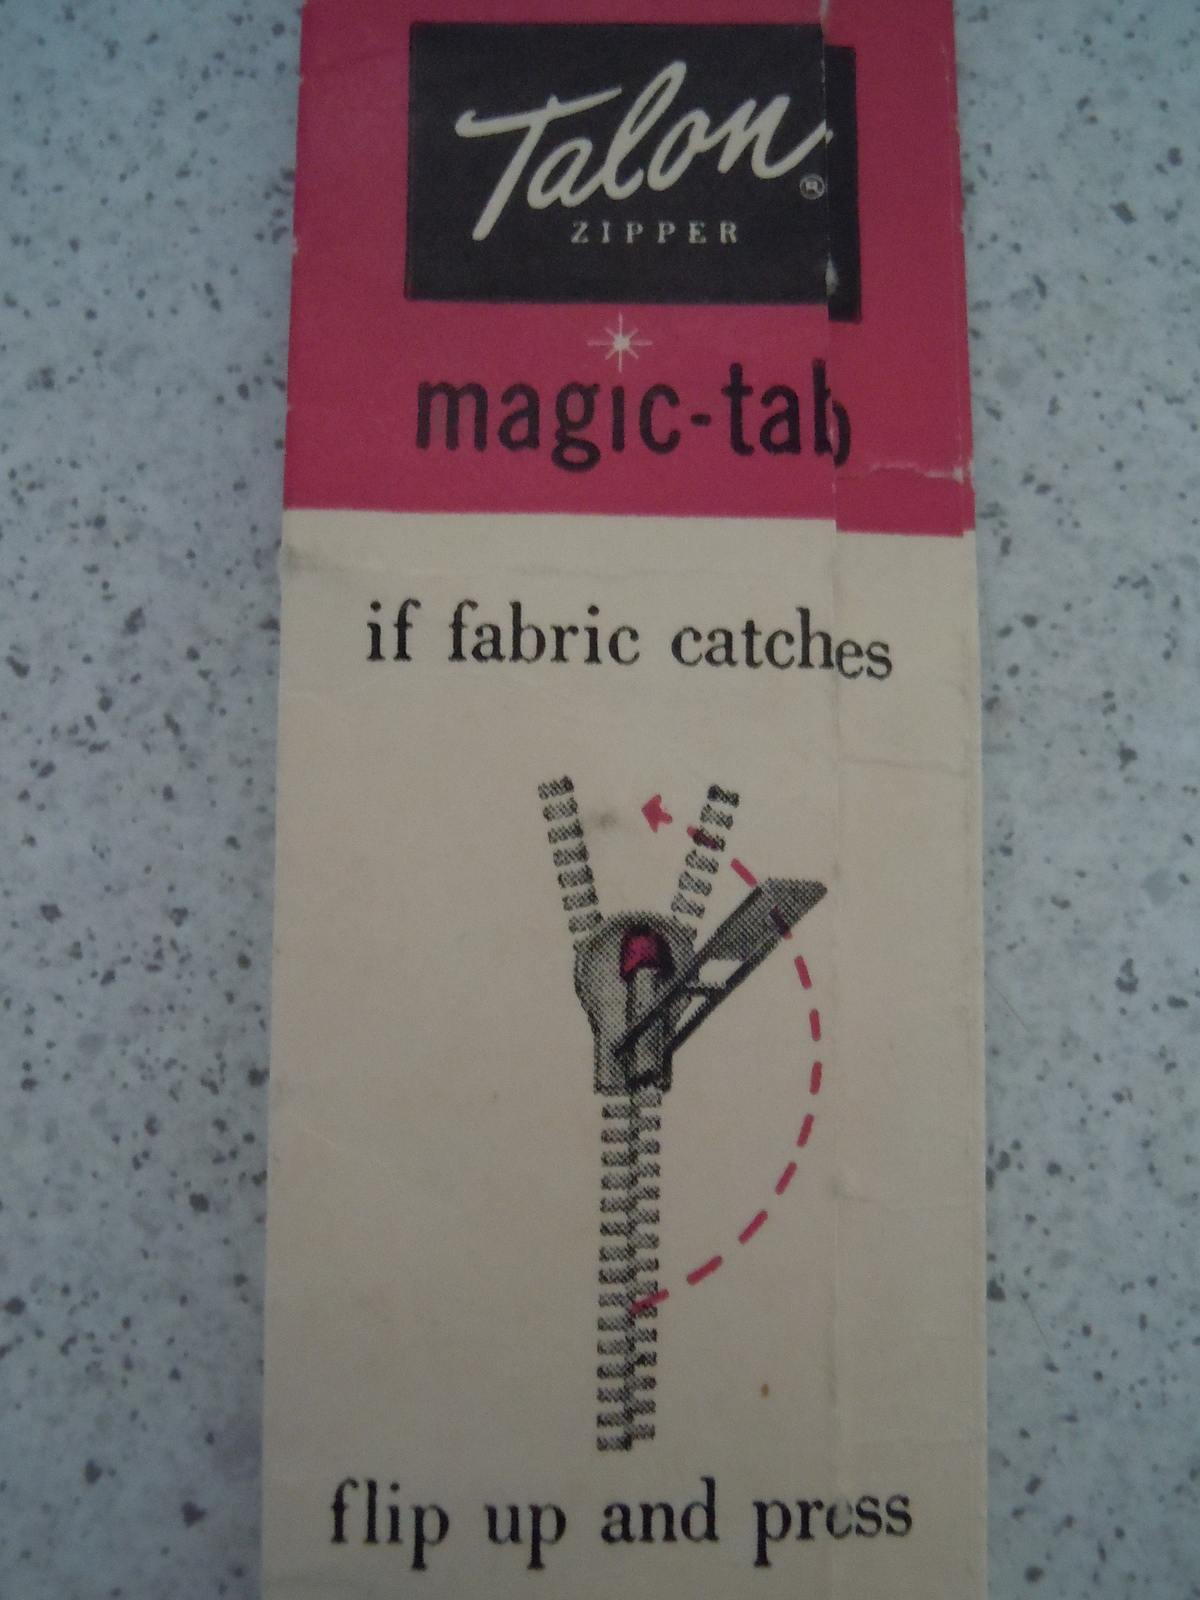 Talon®
ZIPPER
magic-tab
if fabric catches
flip up and press